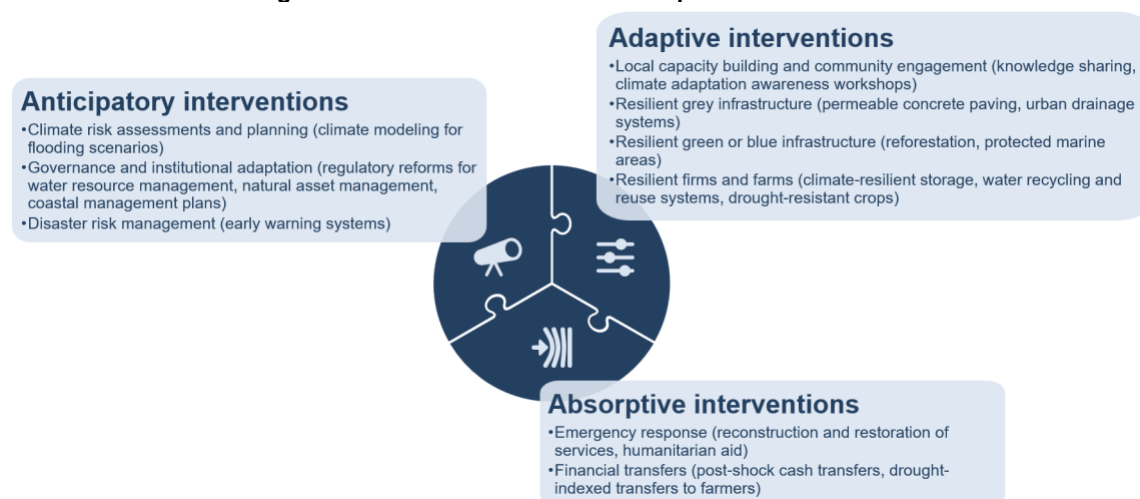 Anticipatory interventions
•Climate risk assessments and planning (climate modeling for
flooding scenarios)
•Governance and institutional adaptation (regulatory reforms for
water resource management, natural asset management,
coastal management plans)
•Disaster risk management (early warning systems)
Adaptive interventions
•Local capacity building and community engagement (knowledge sharing,
climate adaptation awareness workshops)
•Resilient grey infrastructure (permeable concrete paving, urban drainage
systems)
•Resilient green or blue infrastructure (reforestation, protected marine
areas)
•Resilient firms and farms (climate-resilient storage, water recycling and
reuse systems, drought-resistant crops)
Absorptive interventions
•Emergency response (reconstruction and restoration of
services, humanitarian aid)
•Financial transfers (post-shock cash transfers, drought-
indexed transfers to farmers)